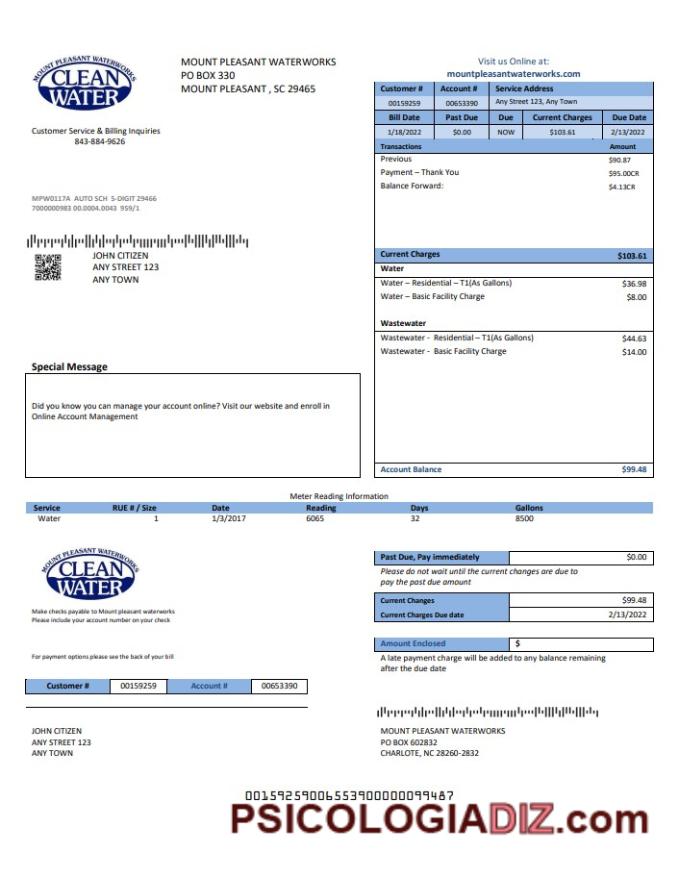 MOUNT PLEASANT WATERWORKS
CLEAN
WATER
Customer Service & Billing Inquiries
843-884-9626
MOUNT PLEASANT WATERWORKS
PO BOX 330
MOUNT PLEASANT , SC 29465
Visit us Online at:
mountpleasantwaterworks.com
Customer # Account # Service Address
00159259 00653390 Any Street 123, Any Town
Bill Date Past Due Due Current Charges Due Date
1/18/2022 $0.00 NOW $103.61 2/13/2022
Transactions Amount
Previous $90.87
Payment – Thank You $95.00CR
Balance Forward: $4.13CR
MPW0117A AUTO SCH 5-DIGIT 29466
7000000983 00.0004.0043 959/1
JOHN CITIZEN
ANY STREET 123
ANY TOWN
Current Charges $103.61
Water
Water – Residential – T1(As Gallons) $36.98
Water – Basic Facility Charge $8.00
Wastewater
Wastewater - Residential – T1(As Gallons) $44.63
Wastewater - Basic Facility Charge $14.00
Account Balance $99.48
Special Message
Did you know you can manage your account online? Visit our website and enroll in
Online Account Management
Meter Reading Information
Service RUE # / Size Date Reading Days Gallons
Water 1 1/3/2017 6065 32 8500
MOUNT PLEASANT WATERWORKS
CLEAN
WATER
Make checks payable to Mount pleasant waterworks
Please include your account number on your check
For payment options please see the back of your bill
Customer # 00159259 Account # 00653390
Past Due, Pay immediately $0.00
Please do not wait until the current changes are due to
pay the past due amount
Current Changes $99.48
Current Charges Due date 2/13/2022
Amount Enclosed $
A late payment charge will be added to any balance remaining
after the due date
JOHN CITIZEN
ANY STREET 123
ANY TOWN
MOUNT PLEASANT WATERWORKS
PO BOX 602832
CHARLOTE, NC 28260-2832
00159259006553900000099487
PSICOLOGIADIZ.com